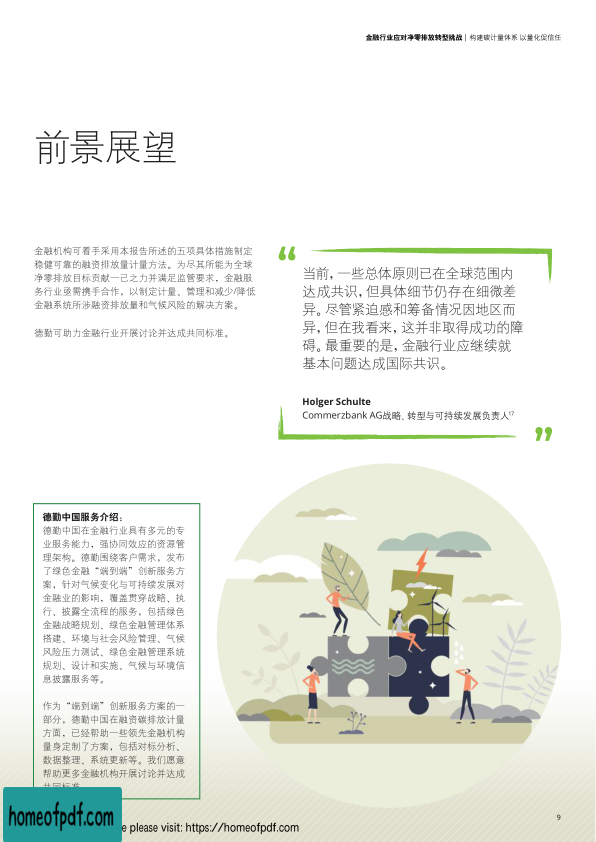 金融行业应对净零排放转型挑战 | 构建碳计量体系 以量化促信任
前景展望
金融机构可着手采用本报告所述的五项具体措施制定
稳健可靠的融资排放量计量方法。为尽其所能为全球
净零排放目标贡献一己之力并满足监管要求，金融服
务行业亟需携手合作，以制定计量、管理和减少/降低
金融系统所涉融资排放量和气候风险的解决方案。
德勤可助力金融行业开展讨论并达成共同标准。
当前，一些总体原则已在全球范围内
达成共识，但具体细节仍存在细微差
异。尽管紧迫感和筹备情况因地区而
异，但在我看来，这并非取得成功的障
碍。最重要的是，金融行业应继续就
基本问题达成国际共识。
Holger Schulte
Commerzbank AG战略、转型与可持续发展负责人17
德勤中国服务介绍：
德勤中国在金融行业具有多元的专
业服务能力，强协同效应的资源管
理架构。德勤围绕客户需求，发布
了绿色金融“端到端”创新服务方
案，针对气候变化与可持续发展对
金融业的影响，覆盖贯穿战略、执
行、披露全流程的服务，包括绿色
金融战略规划、绿色金融管理体系
搭建、环境与社会风险管理、气候
风险压力测试、绿色金融管理系统
规划、设计和实施、气候与环境信
息披露服务等。
作为“端到端”创新服务方案的一
部分，德勤中国在融资碳排放计量
方面，已经帮助一些领先金融机构
量身定制了方案，包括对标分析、
数据整理、系统更新等。我们愿意
帮助更多金融机构开展讨论并达成
共同标准
9
homeofpdf.com
e please visit: https://homeofpdf.com